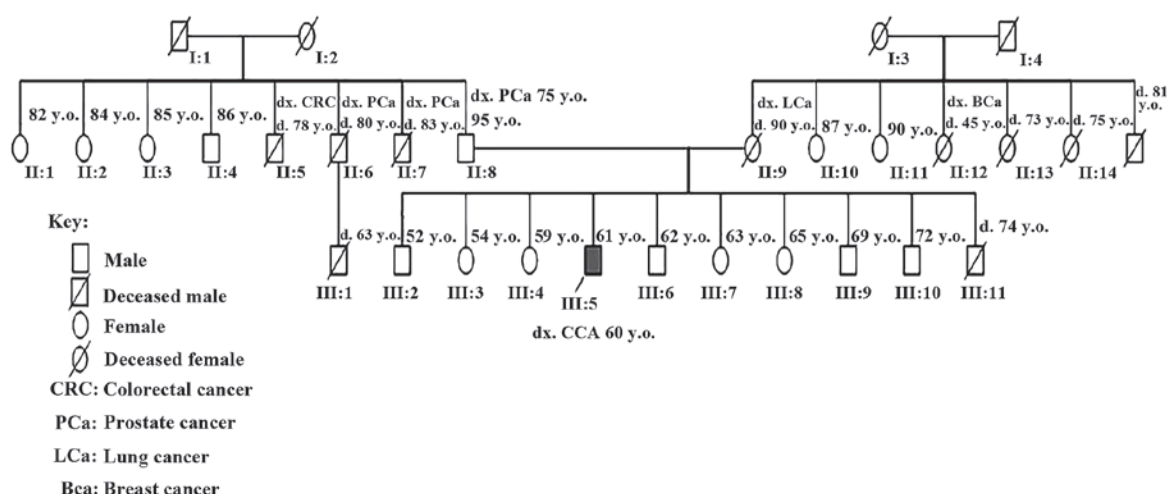 I:1 I:2 I:3 I:4
82 y.o. 84 y.o. 85 y.o. 86 y.o. dx. CRC d. 78 y.o. dx. PCa d. 80 y.o. dx. PCa d. 83 y.o. dx. PCa 75 y.o. 95 y.o. dx. LCa d. 90 y.o. 87 y.o. 90 y.o. dx. BCa d. 45 y.o. d. 73 y.o. d. 75 y.o. d. 81 y.o.
II:1 II:2 II:3 II:4 II:5 II:6 II:7 II:8 II:9 II:10 II:11 II:12 II:13 II:14
d. 63 y.o. 52 y.o. 54 y.o. 59 y.o. 61 y.o. 62 y.o. 63 y.o. 65 y.o. 69 y.o. 72 y.o. d. 74 y.o.
III:1 III:2 III:3 III:4 III:5 III:6 III:7 III:8 III:9 III:10 III:11
dx. CCA 60 y.o.
Key:
Male
Deceased male
Female
Deceased female
CRC: Colorectal cancer
PCa: Prostate cancer
LCa: Lung cancer
Bca: Breast cancer